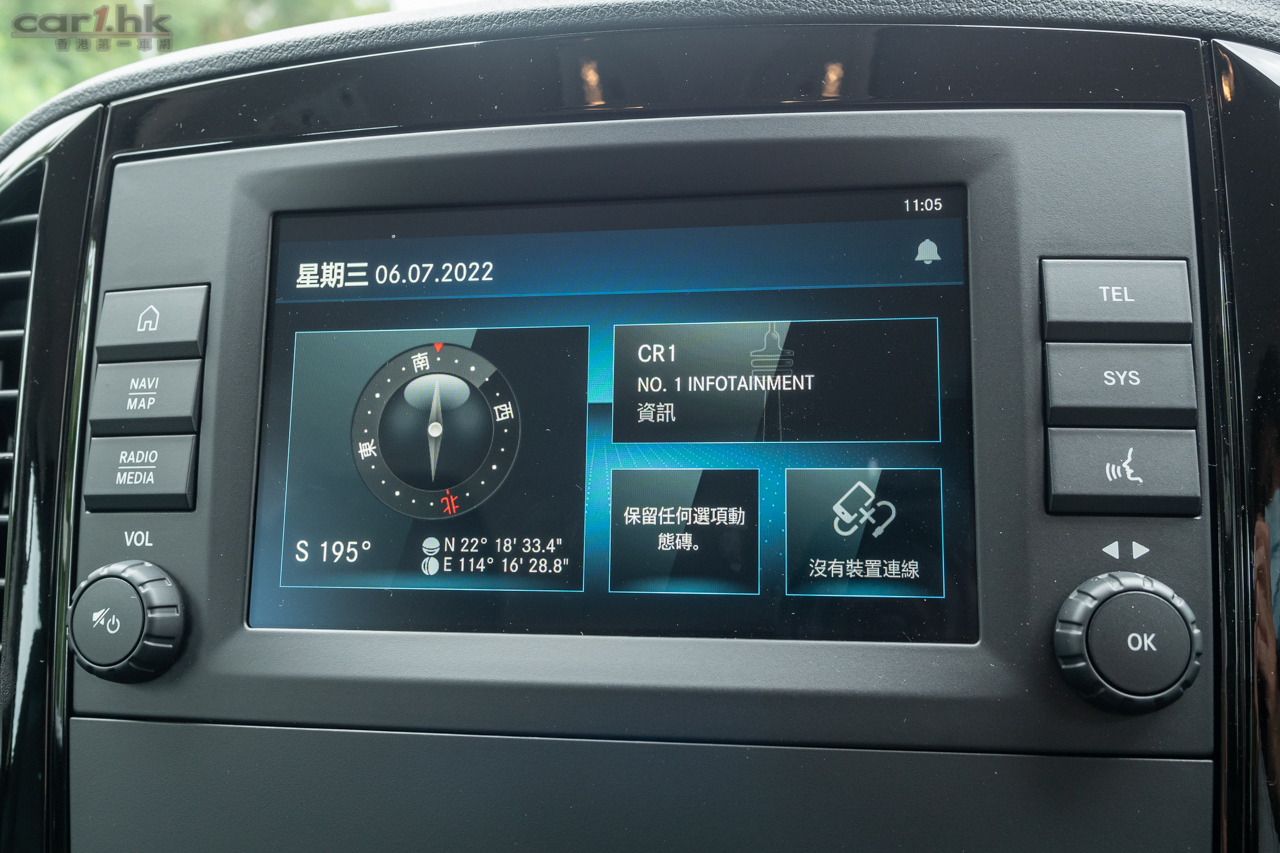 car1.hk
香港第一車網
11:05
星期三 06.07.2022
南
西
東
北
S 195°
N 22° 18' 33.4"
E 114° 16' 28.8"
CR1
NO. 1 INFOTAINMENT
資訊
保留任何選項動
態磚。
沒有裝置連線
NAVI
MAP
RADIO
MEDIA
VOL
TEL
SYS
OK